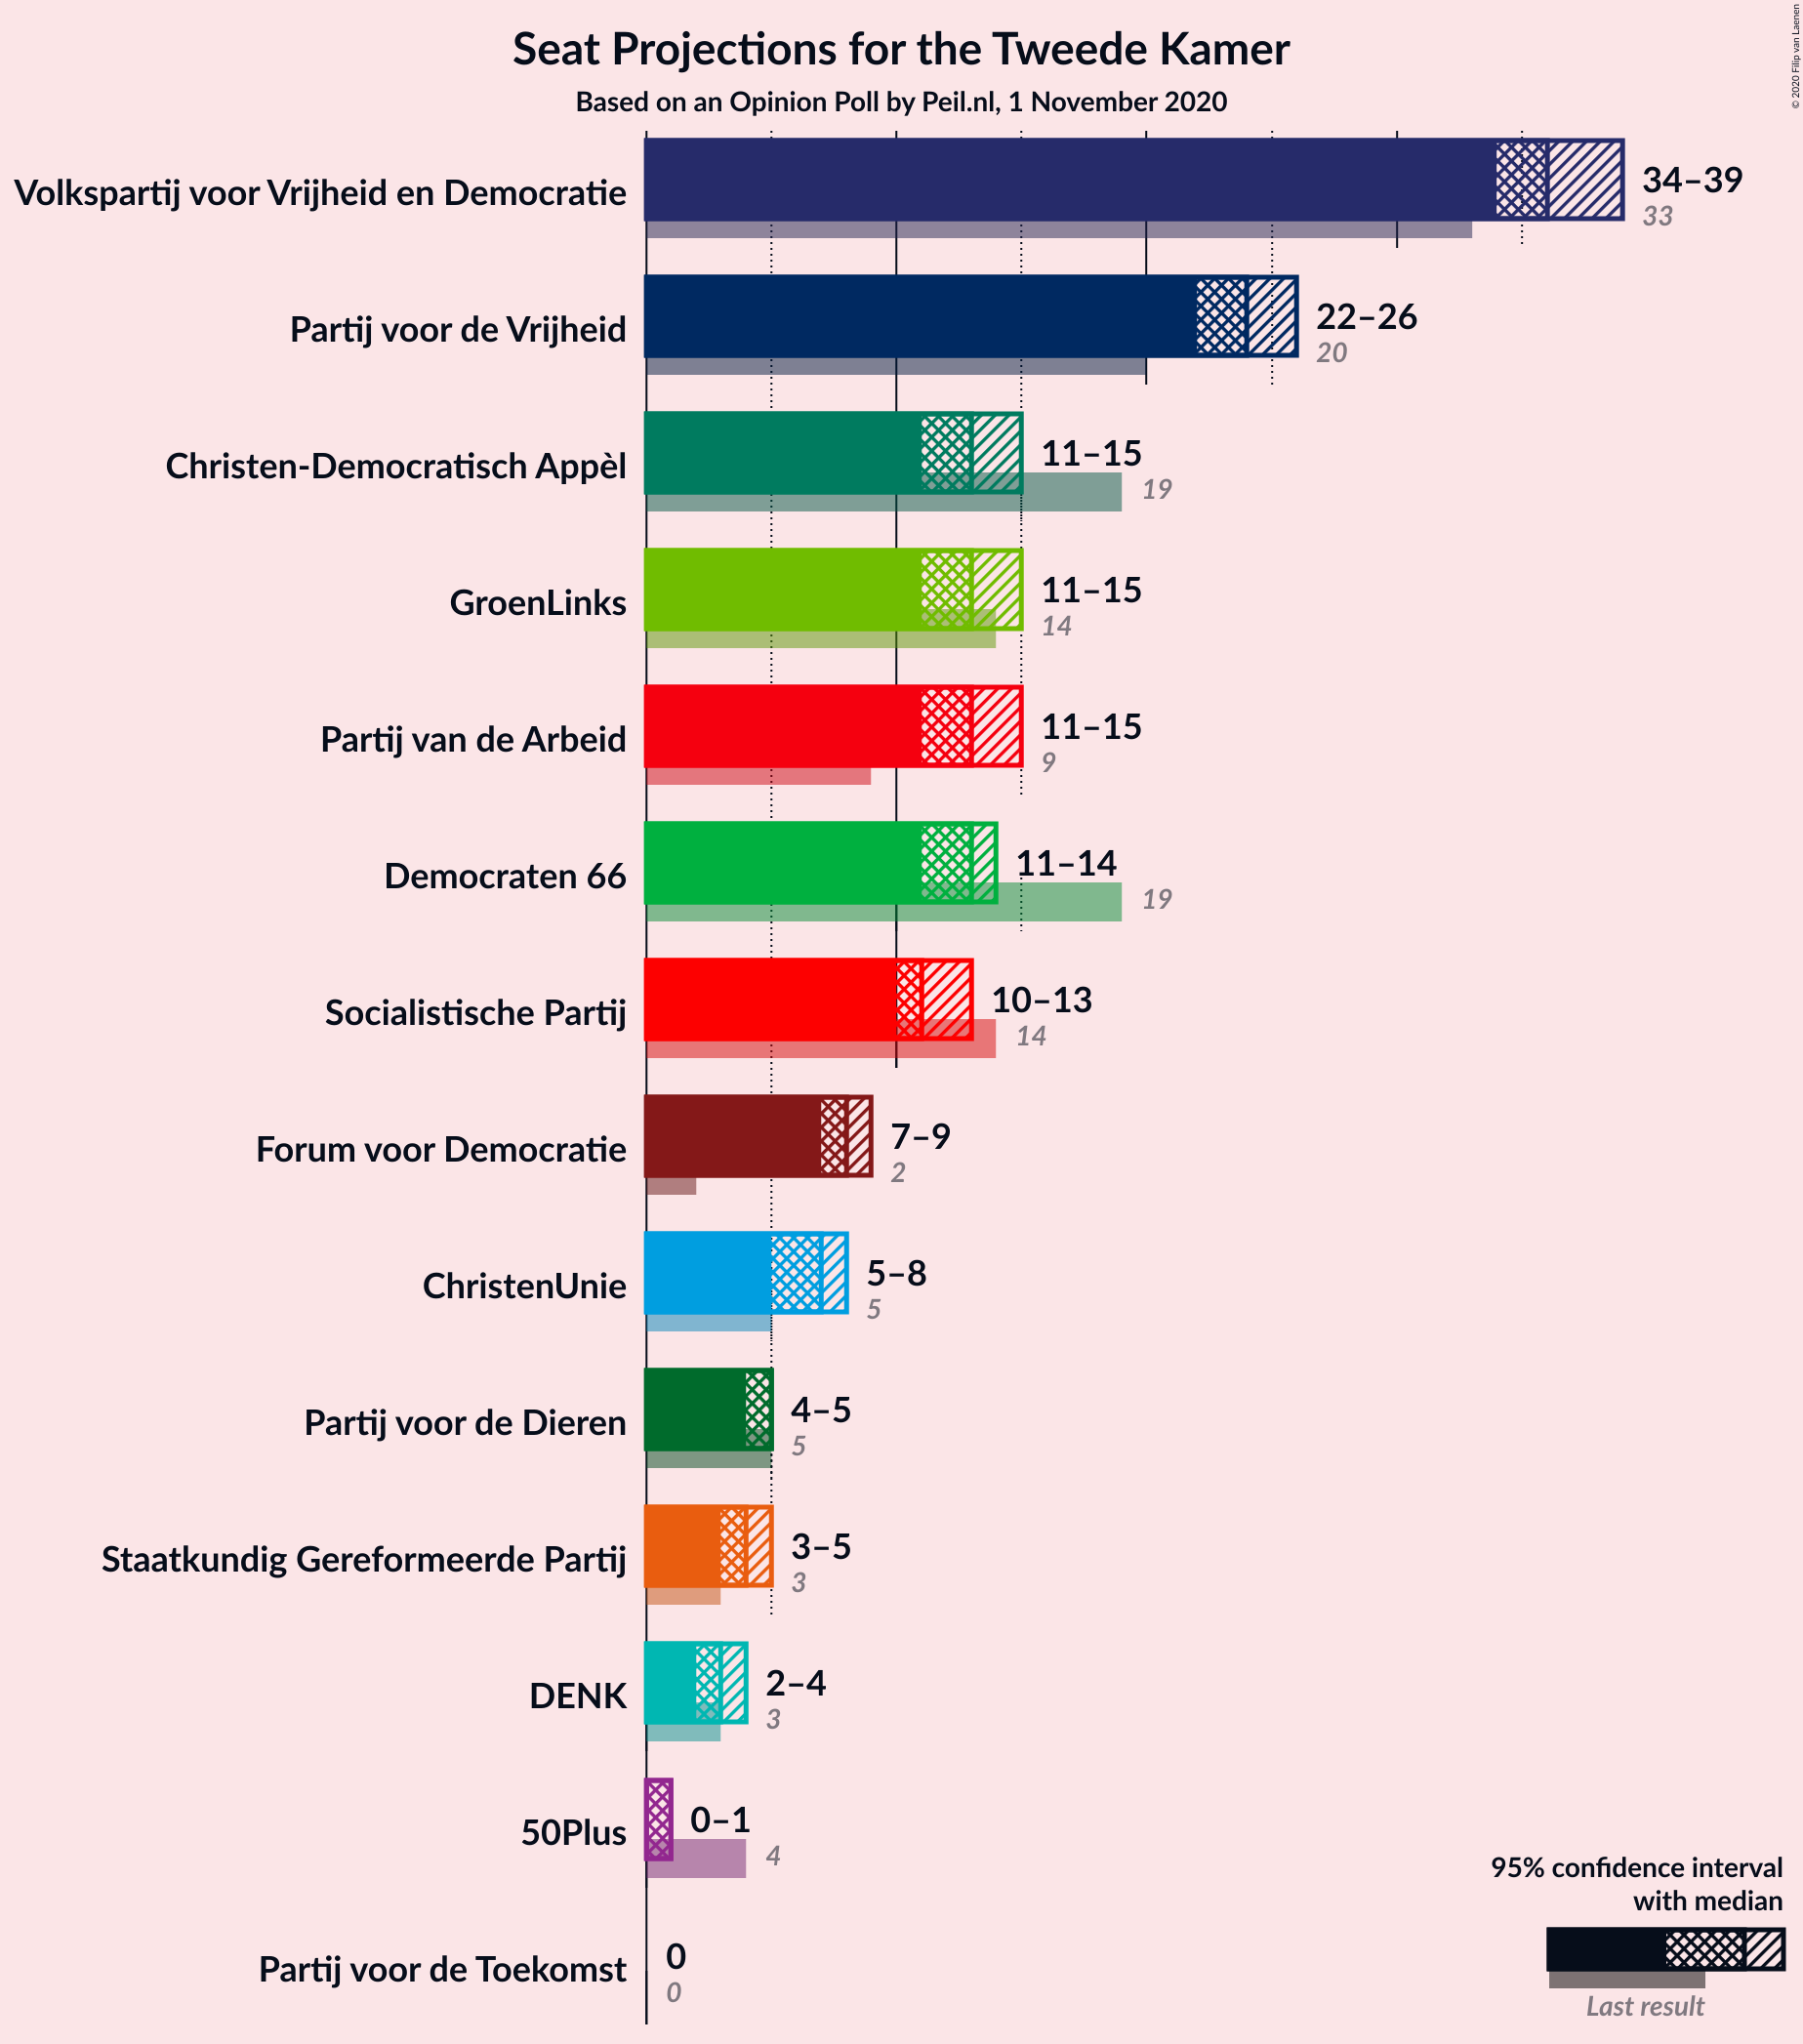 Seat Projections for the Tweede Kamer
Based on an Opinion Poll by Peil.nl, 1 November 2020
© 2020 Filip van Laenen
Volkspartij voor Vrijheid en Democratie
34–39
33
Partij voor de Vrijheid
22–26
20
Christen-Democratisch Appèl
11–15
19
GroenLinks
11–15
14
Partij van de Arbeid
11–15
9
Democraten 66
11–14
19
Socialistische Partij
10–13
14
Forum voor Democratie
7–9
2
ChristenUnie
5–8
5
Partij voor de Dieren
4–5
5
Staatkundig Gereformeerde Partij
3–5
3
DENK
2–4
3
50Plus
0–1
4
Partij voor de Toekomst
0
0
95% confidence interval
with median
Last result